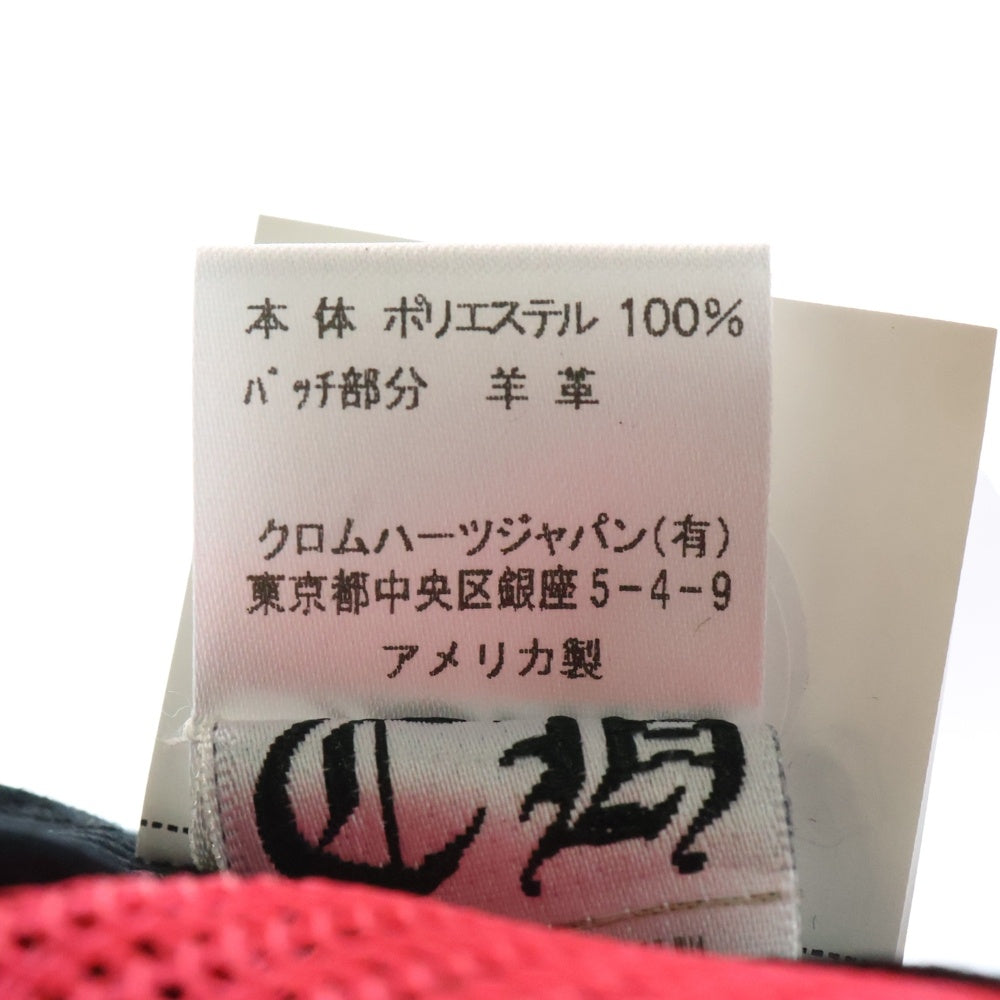 本体 ポリエステル 100%
パッチ部分 羊革
クロムハーツジャパン(有)
東京都中央区銀座5-4-9
アメリカ製
CH